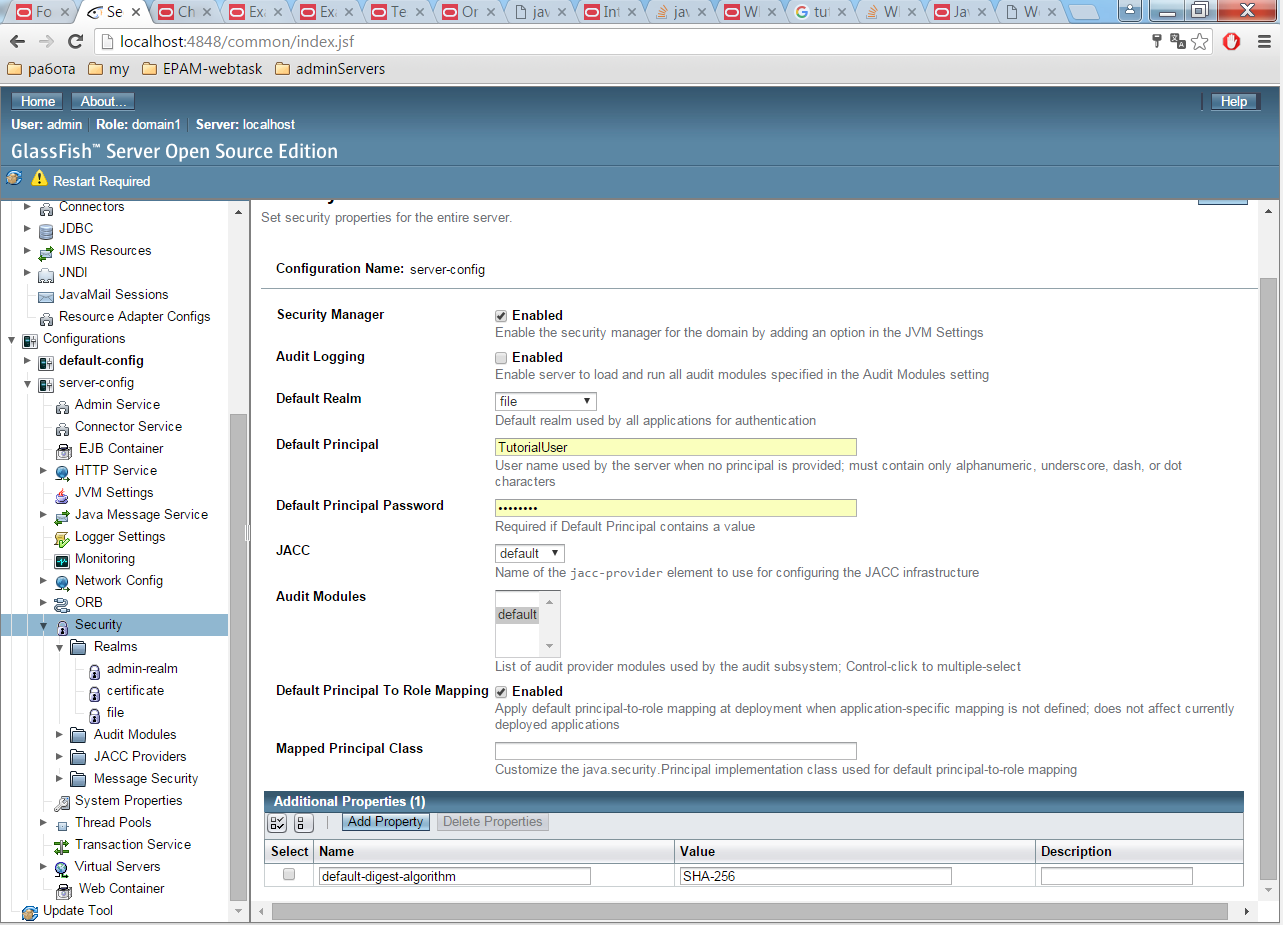 Fo
Se
Ch
Exa
Exa
Te
Or
jav
Int
jav
Wh
tut
Wh
Jav
We
localhost:4848/common/index.jsf
работа
my
EPAM-webtask
adminServers
Home
About...
Help
User: admin
Role: domain1
Server: localhost
GlassFish™ Server Open Source Edition
Restart Required
Connectors
JDBC
JMS Resources
JNDI
JavaMail Sessions
Resource Adapter Configs
Configurations
default-config
server-config
Admin Service
Connector Service
EJB Container
HTTP Service
JVM Settings
Java Message Service
Logger Settings
Monitoring
Network Config
ORB
Security
Realms
admin-realm
certificate
file
Audit Modules
JACC Providers
Message Security
System Properties
Thread Pools
Transaction Service
Virtual Servers
Web Container
Update Tool
Set security properties for the entire server.
Configuration Name: server-config
Security Manager
Enabled
Enable the security manager for the domain by adding an option in the JVM Settings
Audit Logging
Enabled
Enable server to load and run all audit modules specified in the Audit Modules setting
Default Realm
file
Default realm used by all applications for authentication
Default Principal
TutorialUser
User name used by the server when no principal is provided; must contain only alphanumeric, underscore, dash, or dot
characters
Default Principal Password
••••••••
Required if Default Principal contains a value
JACC
default
Name of the jacc-provider element to use for configuring the JACC infrastructure
Audit Modules
default
List of audit provider modules used by the audit subsystem; Control-click to multiple-select
Default Principal To Role Mapping
Enabled
Apply default principal-to-role mapping at deployment when application-specific mapping is not defined; does not affect currently
deployed applications
Mapped Principal Class
Customize the java.security.Principal implementation class used for default principal-to-role mapping
Additional Properties (1)
Add Property
Delete Properties
Select
Name
Value
Description
default-digest-algorithm
SHA-256